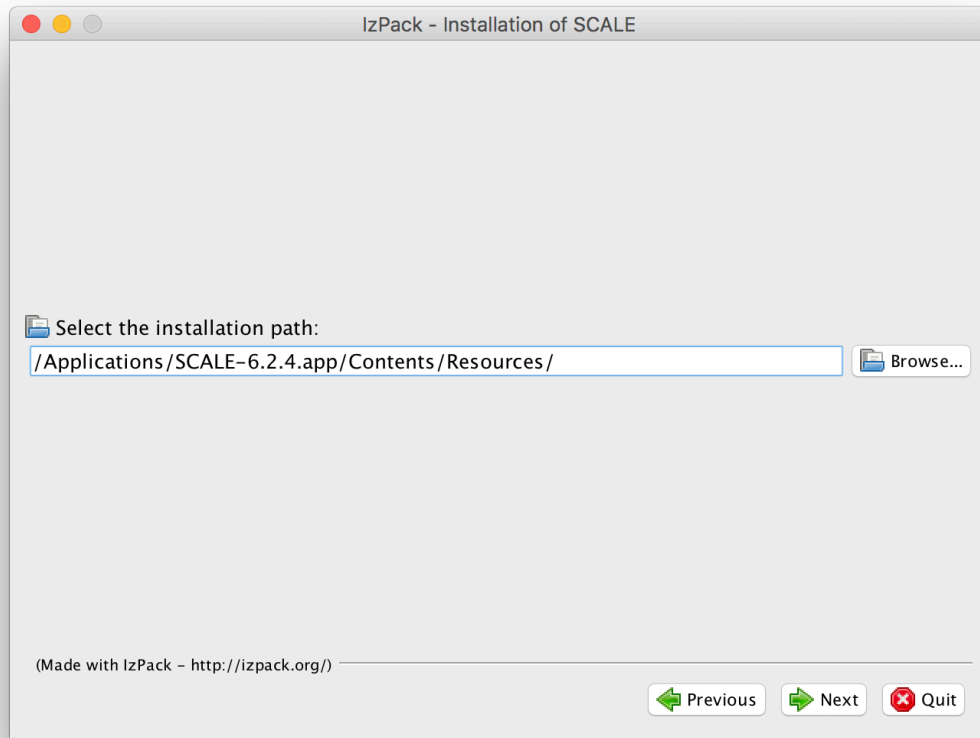 IzPack - Installation of SCALE
Select the installation path:
/Applications/SCALE-6.2.4.app/Contents/Resources/
Browse...
(Made with IzPack - http://izpack.org/)
Previous
Next
Quit